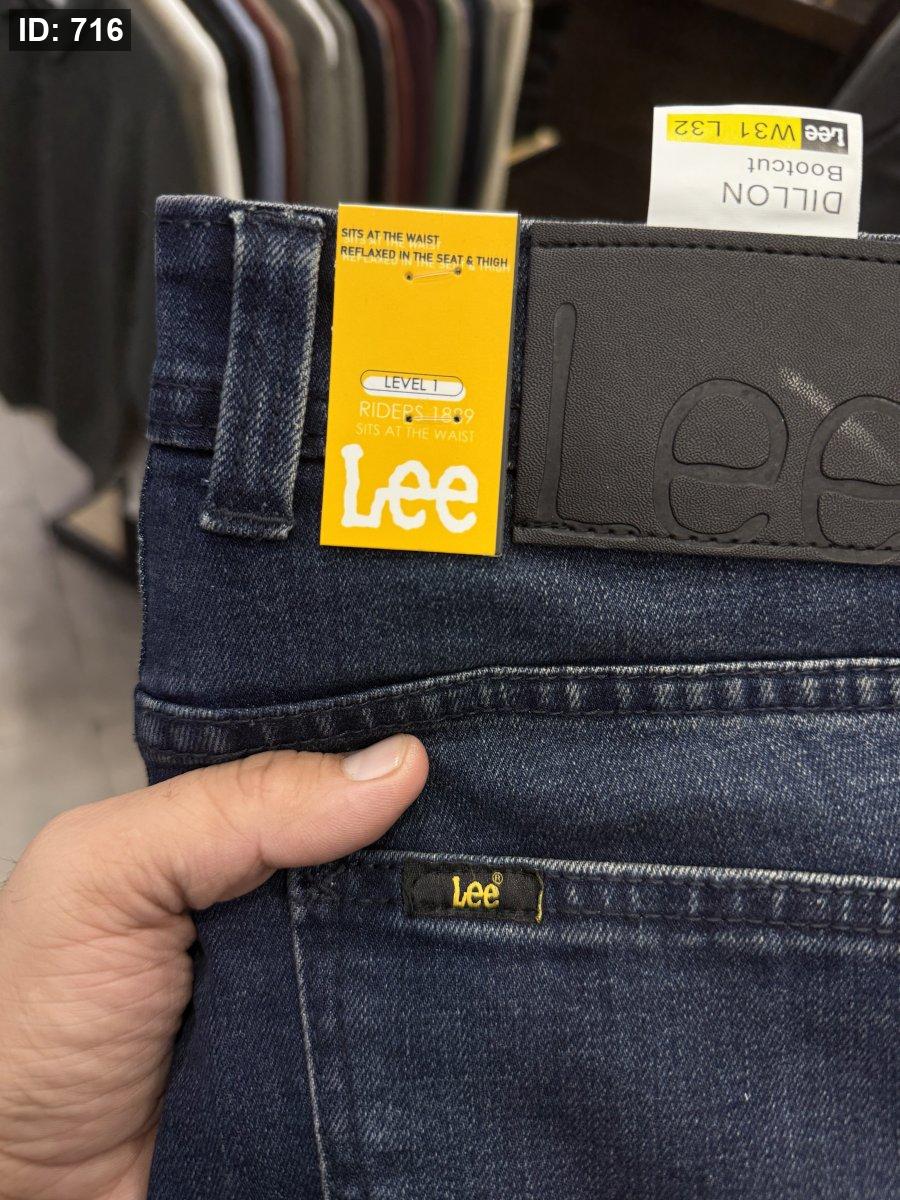 ID: 716
Lee W31 L32
Bootcut
DILLON
SITS AT THE WAIST
REFLAXED IN THE SEAT & THIGH
LEVEL 1
RIDERS 1889
SITS AT THE WAIST
Lee
Lee
Lee®